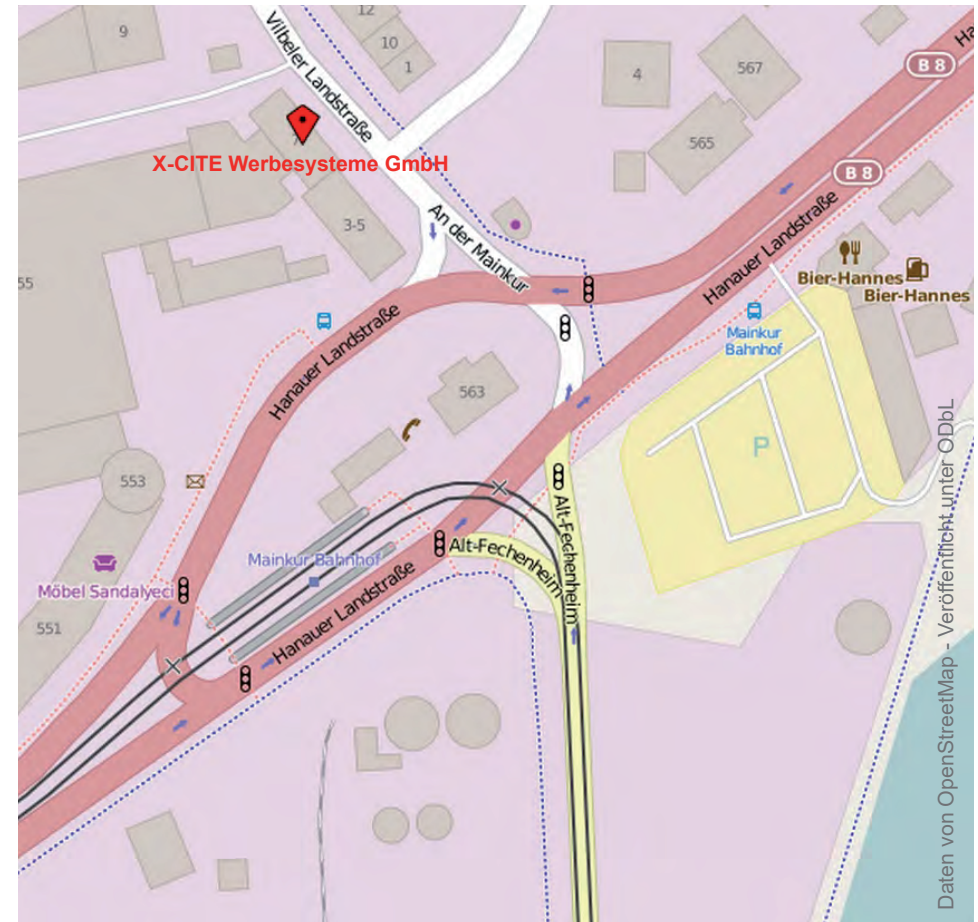 9
12
10
1
Vilbeler Landstraße
4
567
565
Ha
B 8
B 8
X-CITE Werbesysteme GmbH
3-5
An der Mainkur
Hanauer Landstraße
Bier-Hannes
Bier-Hannes
55
Hanauer Landstraße
Mainkur
Bahnhof
563
P
553
Alt-Fechenheim
Mainkur Bahnhof
Alt-Fechenheim
Möbel Sandalyeci
Hanauer Landstraße
551
Daten von OpenStreetMap - Veröffentlicht unter ODbL